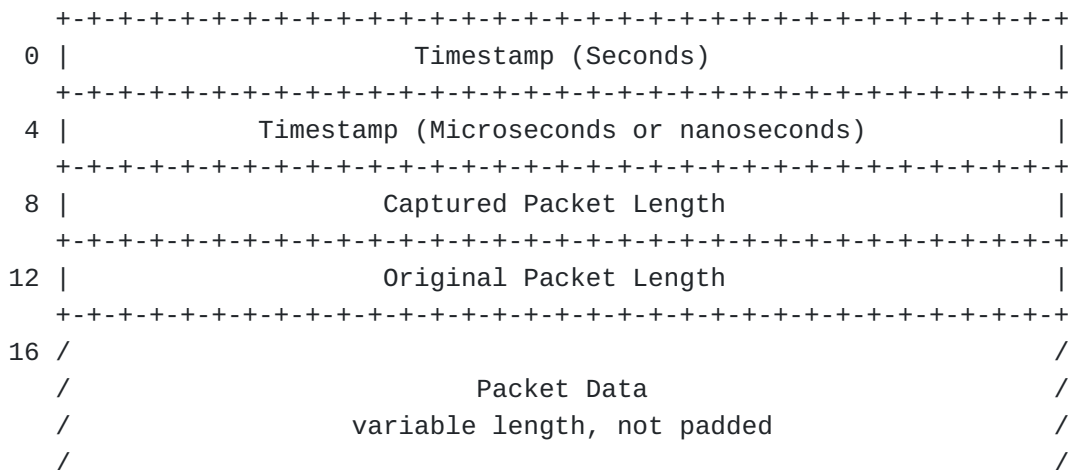 +-+-+-+-+-+-+-+-+-+-+-+-+-+-+-+-+-+-+-+-+-+-+-+-+-+-+-+-+-+-+-+-+
0 | Timestamp (Seconds) |
+-+-+-+-+-+-+-+-+-+-+-+-+-+-+-+-+-+-+-+-+-+-+-+-+-+-+-+-+-+-+-+-+
4 | Timestamp (Microseconds or nanoseconds) |
+-+-+-+-+-+-+-+-+-+-+-+-+-+-+-+-+-+-+-+-+-+-+-+-+-+-+-+-+-+-+-+-+
8 | Captured Packet Length |
+-+-+-+-+-+-+-+-+-+-+-+-+-+-+-+-+-+-+-+-+-+-+-+-+-+-+-+-+-+-+-+-+
12 | Original Packet Length |
+-+-+-+-+-+-+-+-+-+-+-+-+-+-+-+-+-+-+-+-+-+-+-+-+-+-+-+-+-+-+-+-+
16 / /
/ Packet Data /
/ variable length, not padded /
/ /